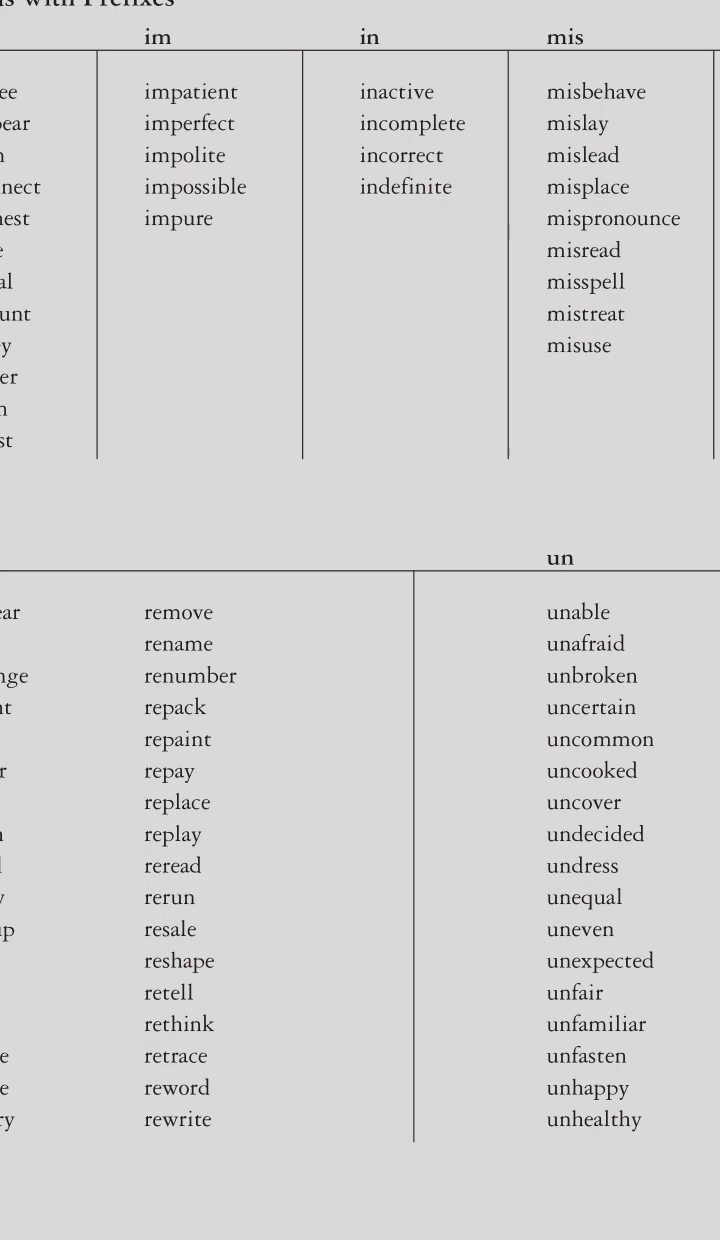 with Prefixes
im in mis
impatient inactive misbehave
imperfect incomplete mislay
impolite incorrect mislead
impossible indefinite misplace
impure mispronounce
misread
misspell
mistreat
misuse
un
remove unable
rename unafraid
renumber unbroken
repack uncertain
repaint uncommon
repay uncooked
replace uncover
replay undecided
reread undress
rerun unequal
resale uneven
reshape unexpected
retell unfair
rethink unfamiliar
retrace unfasten
reword unhappy
rewrite unhealthy